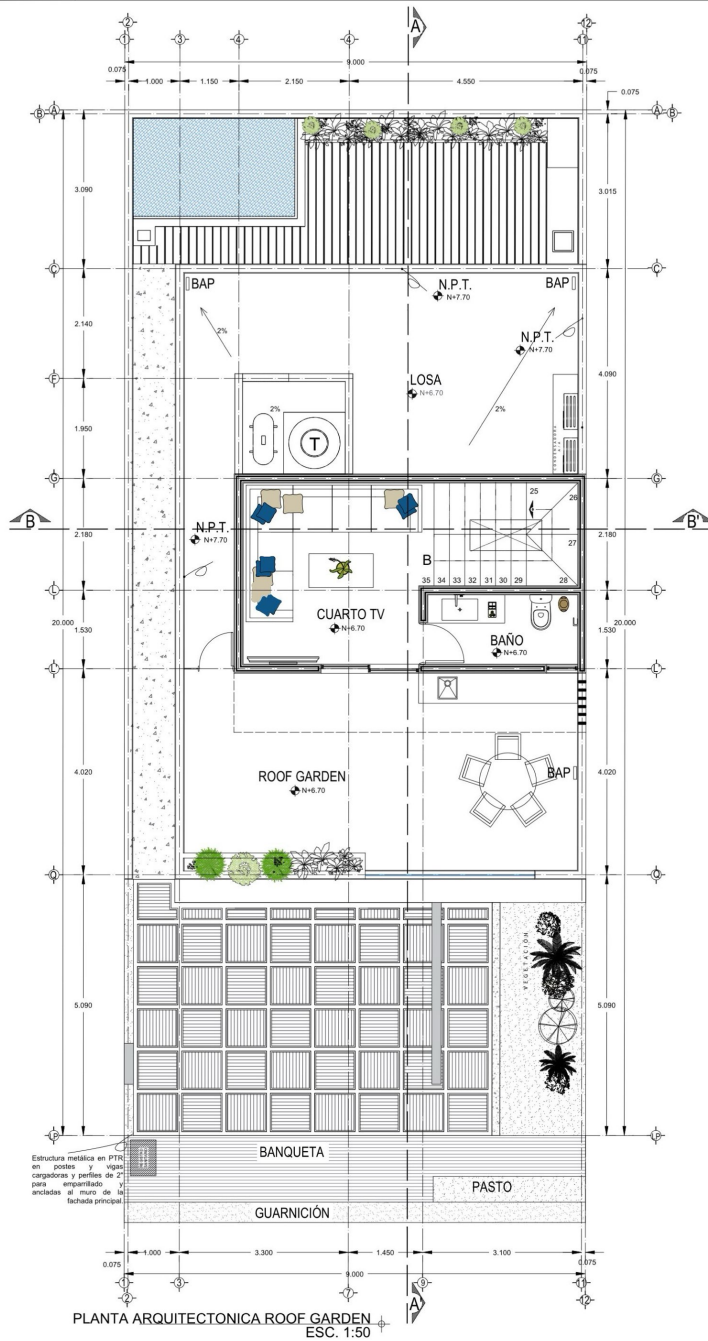 2
A
12
1
3
4
4
11
9.000
0.075
0.075
1.000
1.150
2.150
4.550
0.075
B
A
A
B
3.090
3.015
C
C
BAP
N.P.T.
N+7.70
BAP
2%
N.P.T.
N+7.70
2.140
4.090
F
LOSA
N+6.70
2%
2%
T
1.950
G
G
B
N.P.T.
N+7.70
25
26
27
B'
2.180
2.180
B
35
34
33
32
31
30
29
28
L
L
20.000
1.530
CUARTO TV
N+6.70
BAÑO
N+6.70
1.530
20.000
L
L
4.020
ROOF GARDEN
N+6.70
BAP
4.020
Q
Q
VEGETACIÓN
5.090
5.090
P
P
Estructura metálica en PTR
en postes y vigas
cargadoras y perfiles de 2"
para emparrillado y
ancladas al muro de la
fachada principal.
BANQUETA
PASTO
GUARNICIÓN
0.075
1.000
3.300
1.450
3.100
0.075
9.000
1
3
9
11
2
7
12
A'
PLANTA ARQUITECTONICA ROOF GARDEN
ESC. 1:50